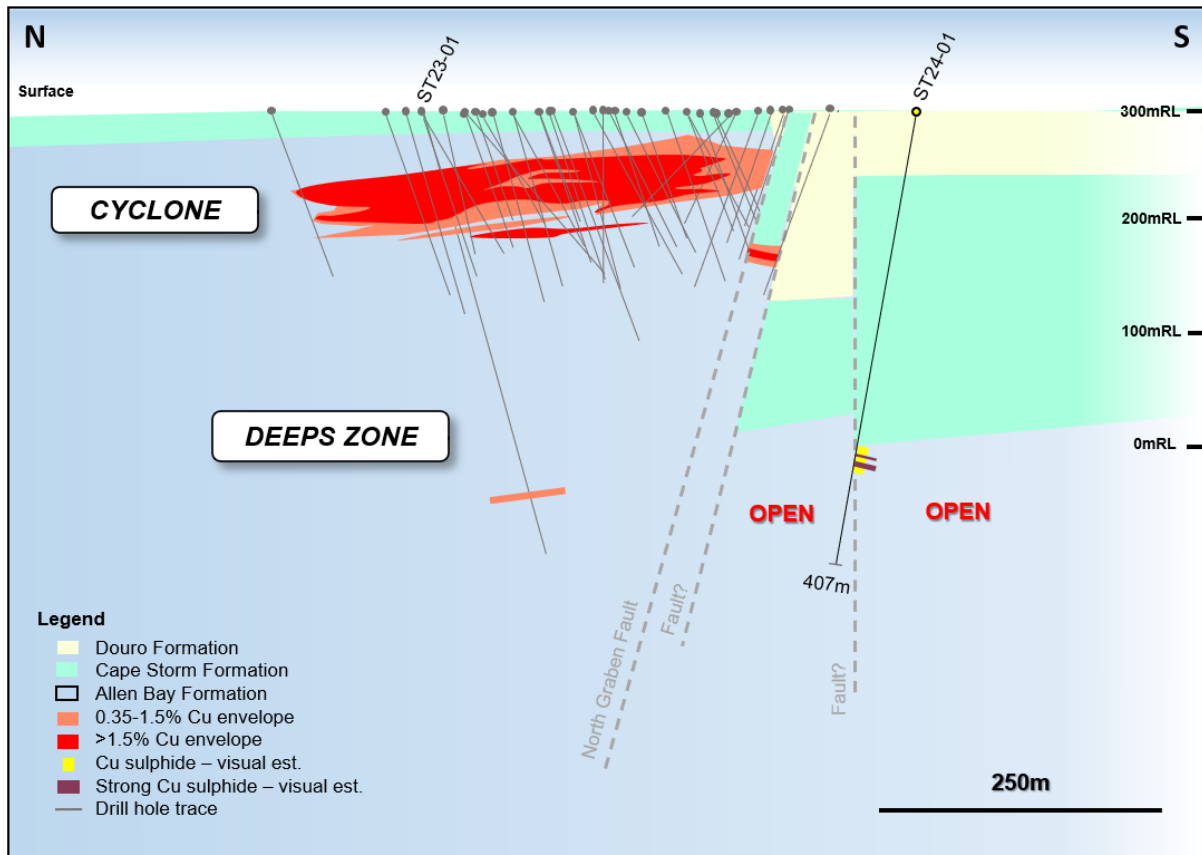 N
S
ST23-01
ST24-01
Surface
300mRL
CYCLONE
200mRL
100mRL
DEEPS ZONE
0mRL
OPEN
OPEN
407m
North Graben Fault
Fault?
Fault?
Legend
Douro Formation
Cape Storm Formation
Allen Bay Formation
0.35-1.5% Cu envelope
>1.5% Cu envelope
Cu sulphide – visual est.
Strong Cu sulphide – visual est.
Drill hole trace
250m